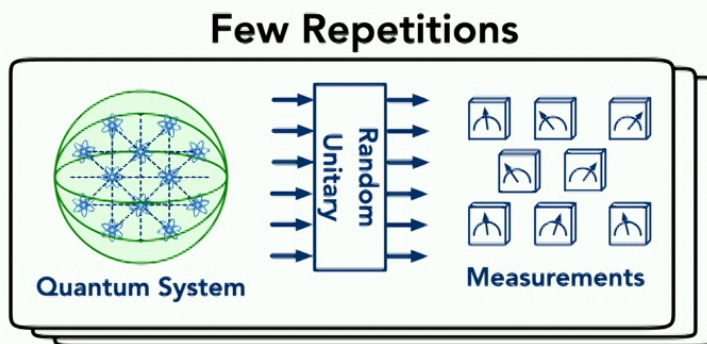 Few Repetitions
Random
Unitary
Quantum System
Measurements